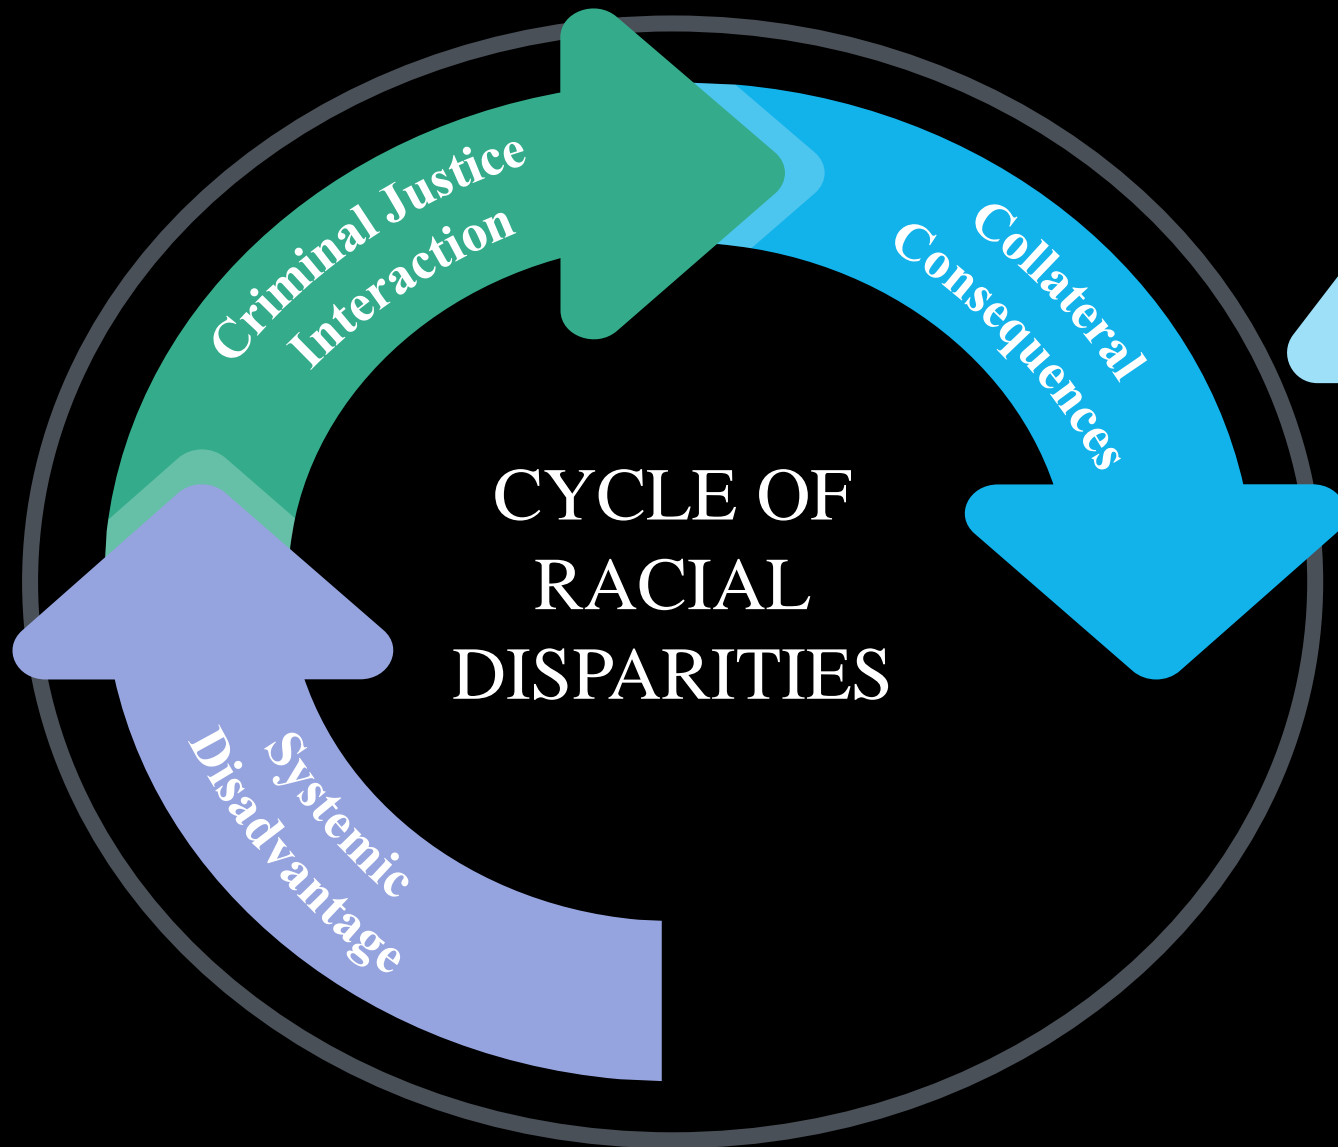 Criminal Justice
Interaction
Collateral
Consequences
CYCLE OF
RACIAL
DISPARITIES
Systemic
Disadvantage